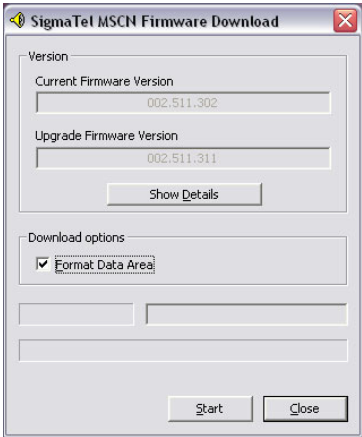 SigmaTel MSCN Firmware Download
Version
Current Firmware Version
002.511.302
Upgrade Firmware Version
002.511.311
Show Details
Download options
Format Data Area
Start
Close